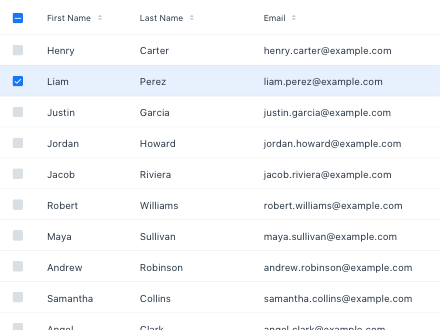 First Name Last Name Email
Henry Carter henry.carter@example.com
Liam Perez liam.perez@example.com
Justin Garcia justin.garcia@example.com
Jordan Howard jordan.howard@example.com
Jacob Riviera jacob.riviera@example.com
Robert Williams robert.williams@example.com
Maya Sullivan maya.sullivan@example.com
Andrew Robinson andrew.robinson@example.com
Samantha Collins samantha.collins@example.com
Angel Clark angel.clark@example.com